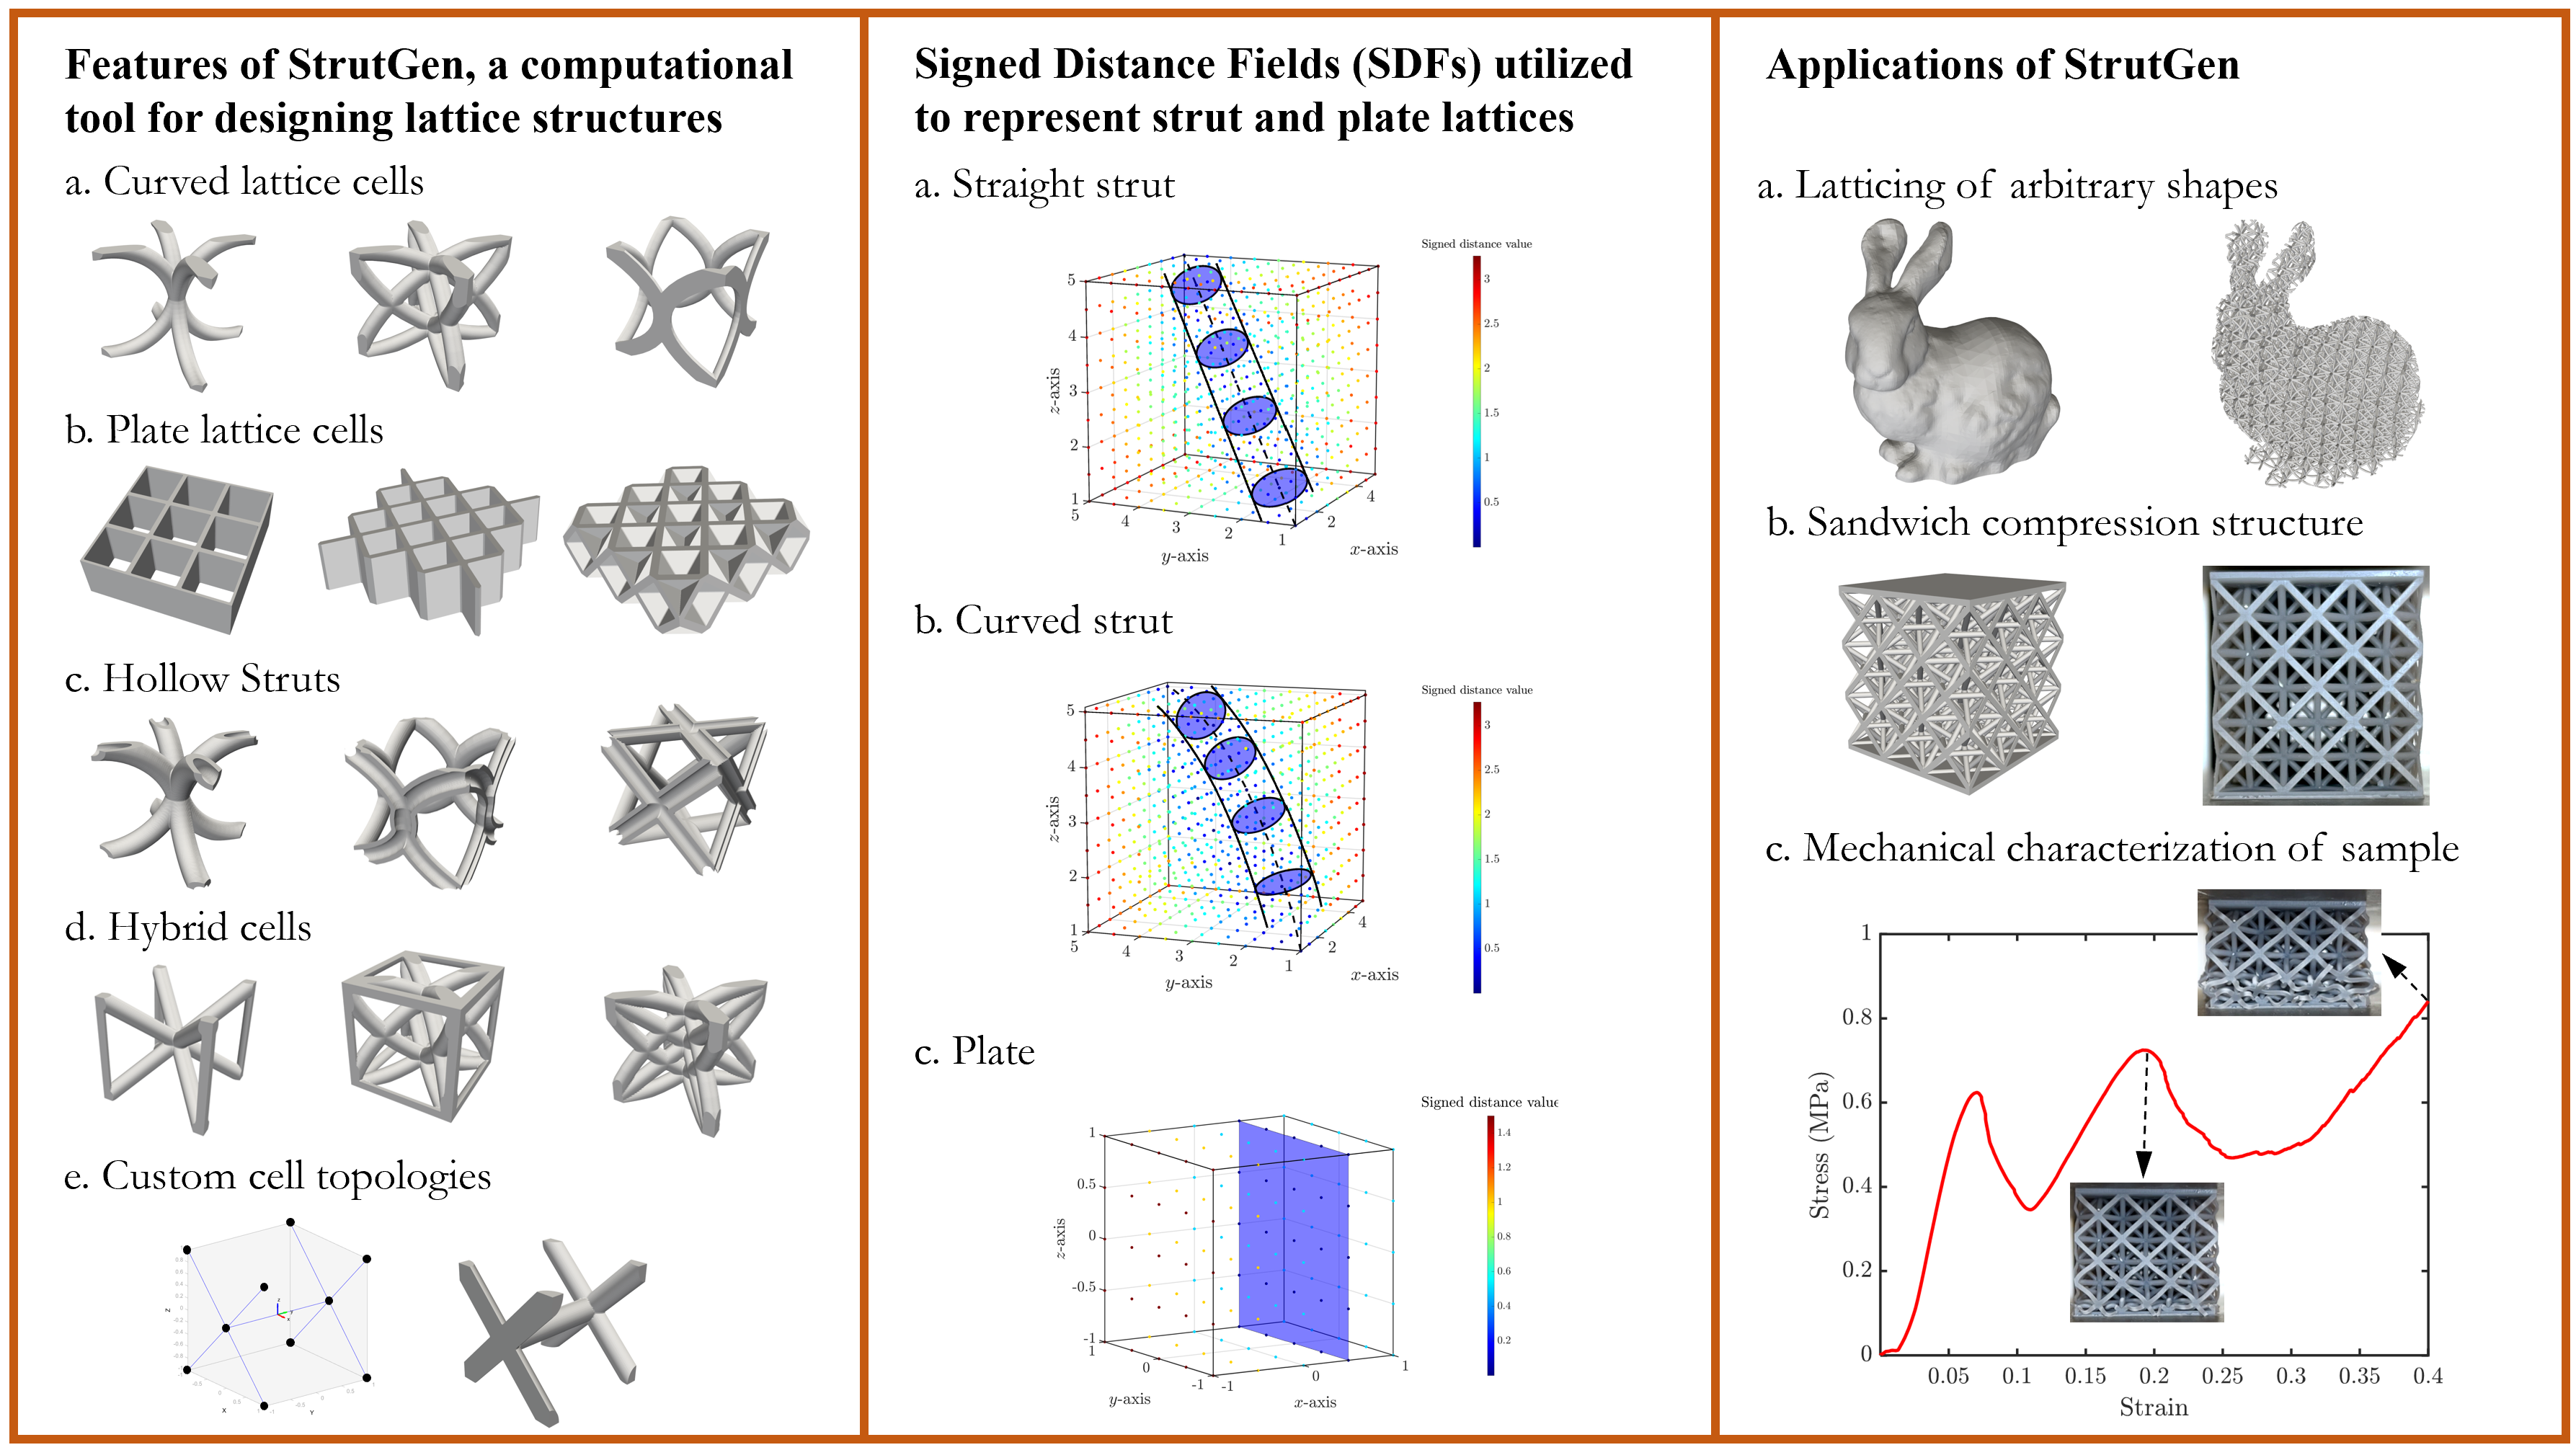 Features of StrutGen, a computational
tool for designing lattice structures
a. Curved lattice cells
b. Plate lattice cells
c. Hollow Struts
d. Hybrid cells
e. Custom cell topologies
Z
X
Y
Signed Distance Fields (SDFs) utilized
to represent strut and plate lattices
a. Straight strut
Signed distance value
3
2.5
2
1.5
1
0.5
5
4
3
2
1
z-axis
5
4
3
2
1
y-axis
2
4
x-axis
b. Curved strut
Signed distance value
3
2.5
2
1.5
1
0.5
5
4
3
2
1
z-axis
5
4
3
2
1
y-axis
2
4
x-axis
c. Plate
Signed distance value
1.4
1.2
1
0.8
0.6
0.4
0.2
1
0.5
0
-0.5
-1
z-axis
1
0
-1
y-axis
-1
0
1
x-axis
Applications of StrutGen
a. Latticing of arbitrary shapes
b. Sandwich compression structure
c. Mechanical characterization of sample
1
0.8
0.6
0.4
0.2
0
Stress (MPa)
0.05
0.1
0.15
0.2
0.25
0.3
0.35
0.4
Strain